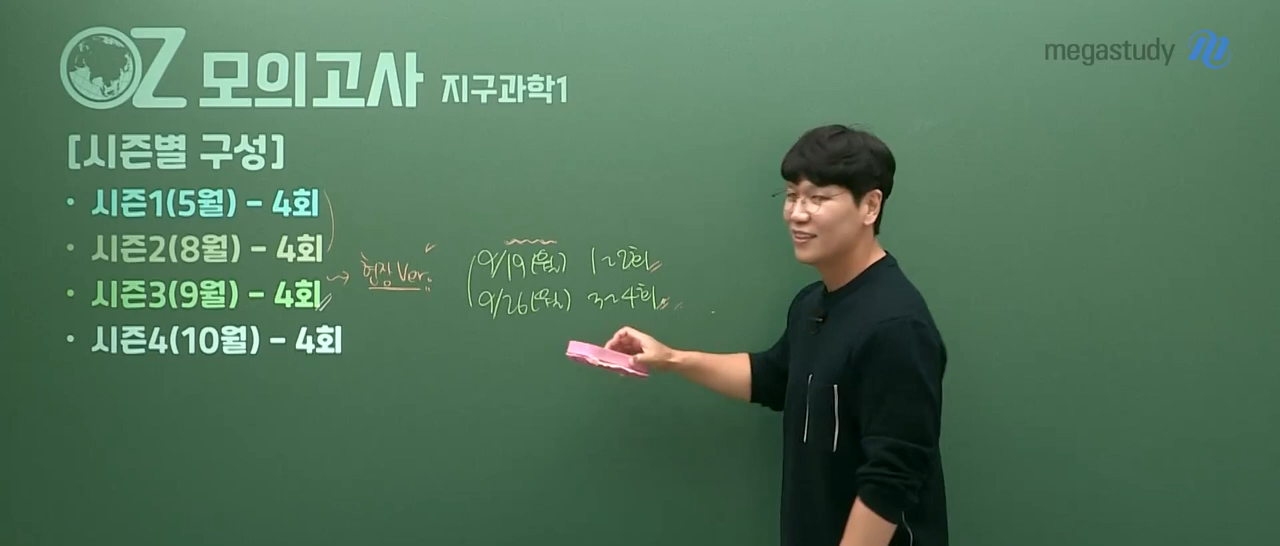 OZ 모의고사 지구과학1
megastudy
[시즌별 구성]
• 시즌1(5월) - 4회
• 시즌2(8월) - 4회
• 시즌3(9월) - 4회
• 시즌4(10월) - 4회
→ 현장 Ver.
9/19(월) 1~2회
9/26(월) 3~4회